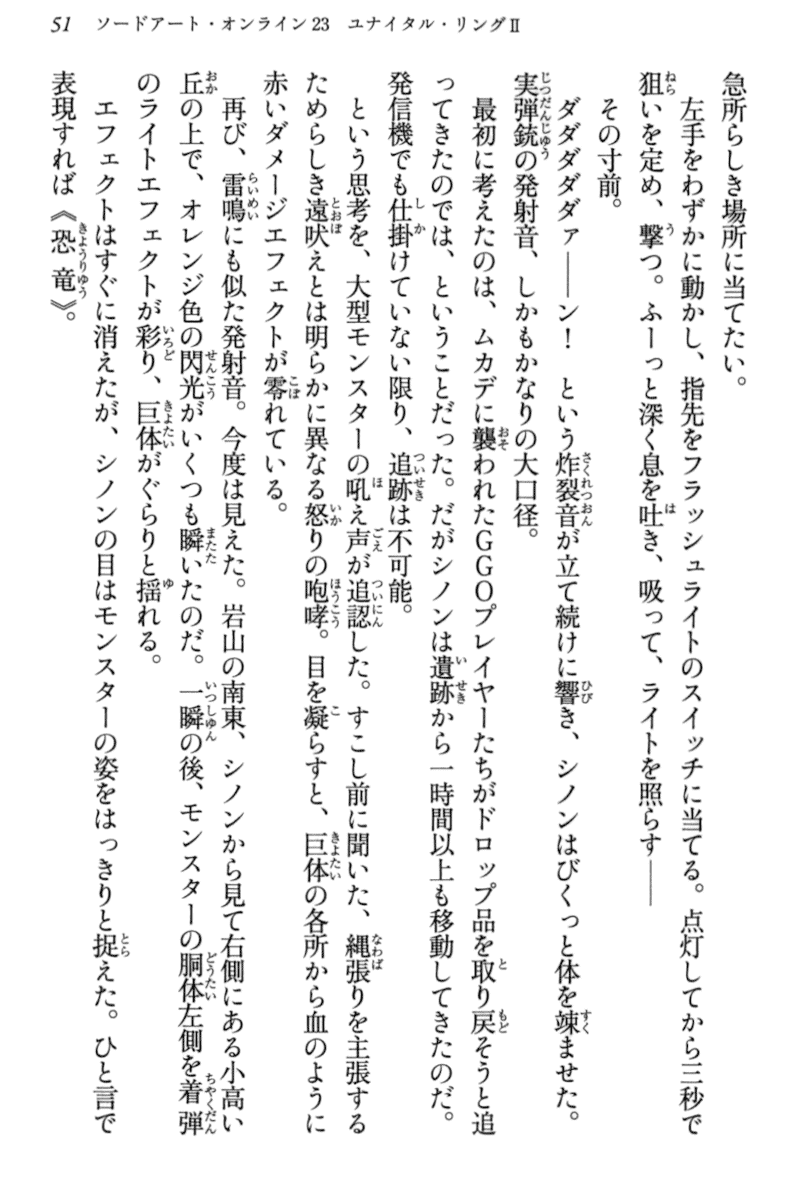 51　ソードアート・オンライン23　ユナイタル・リングⅡ
急所らしき場所に当てたい。
　左手をわずかに動かし、指先をフラッシュライトのスイッチに当てる。点灯してから三秒で
狙いを定め、撃つ。ふーっと深く息を吐き、吸って、ライトを照らす――
　その寸前。
　ダダダダダァ――ン！　という炸裂音が立て続けに響き、シノンはびくっと体を竦ませた。
実弾銃の発射音、しかもかなりの大口径。
　最初に考えたのは、ムカデに襲われたＧＧＯプレイヤーたちがドロップ品を取り戻そうと追
ってきたのでは、ということだった。だがシノンは遺跡から一時間以上も移動してきたのだ。
発信機でも仕掛けていない限り、追跡は不可能。
　という思考を、大型モンスターの吼え声が追認した。すこし前に聞いた、縄張りを主張する
ためらしき遠吠えとは明らかに異なる怒りの咆哮。目を凝らすと、巨体の各所から血のように
赤いダメージエフェクトが零れている。
　再び、雷鳴にも似た発射音。今度は見えた。岩山の南東、シノンから見て右側にある小高い
丘の上で、オレンジ色の閃光がいくつも瞬いたのだ。一瞬の後、モンスターの胴体左側を着弾
のライトエフェクトが彩り、巨体がぐらりと揺れる。
　エフェクトはすぐに消えたが、シノンの目はモンスターの姿をはっきりと捉えた。ひと言で
表現すれば《恐竜》。